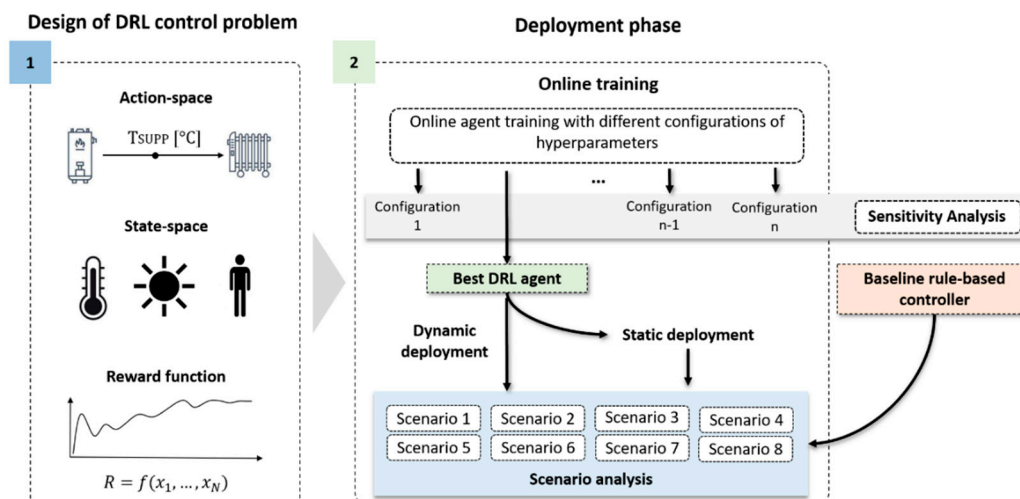 Design of DRL control problem
Deployment phase
1
Action-space
TSUPP [°C]
State-space
Reward function
R = f(x₁, …, x_N)
2
Online training
Online agent training with different configurations of
hyperparameters
...
Configuration
1
Configuration
n-1
Configuration
n
Sensitivity Analysis
Best DRL agent
Baseline rule-based
controller
Dynamic
deployment
Static deployment
Scenario 1
Scenario 2
Scenario 3
Scenario 4
Scenario 5
Scenario 6
Scenario 7
Scenario 8
Scenario analysis